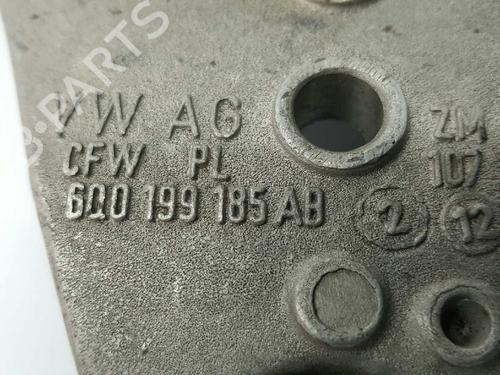 VW AG
CFW PL
6Q0 199 185 AB
ZM
107
2
12
B-PARTS